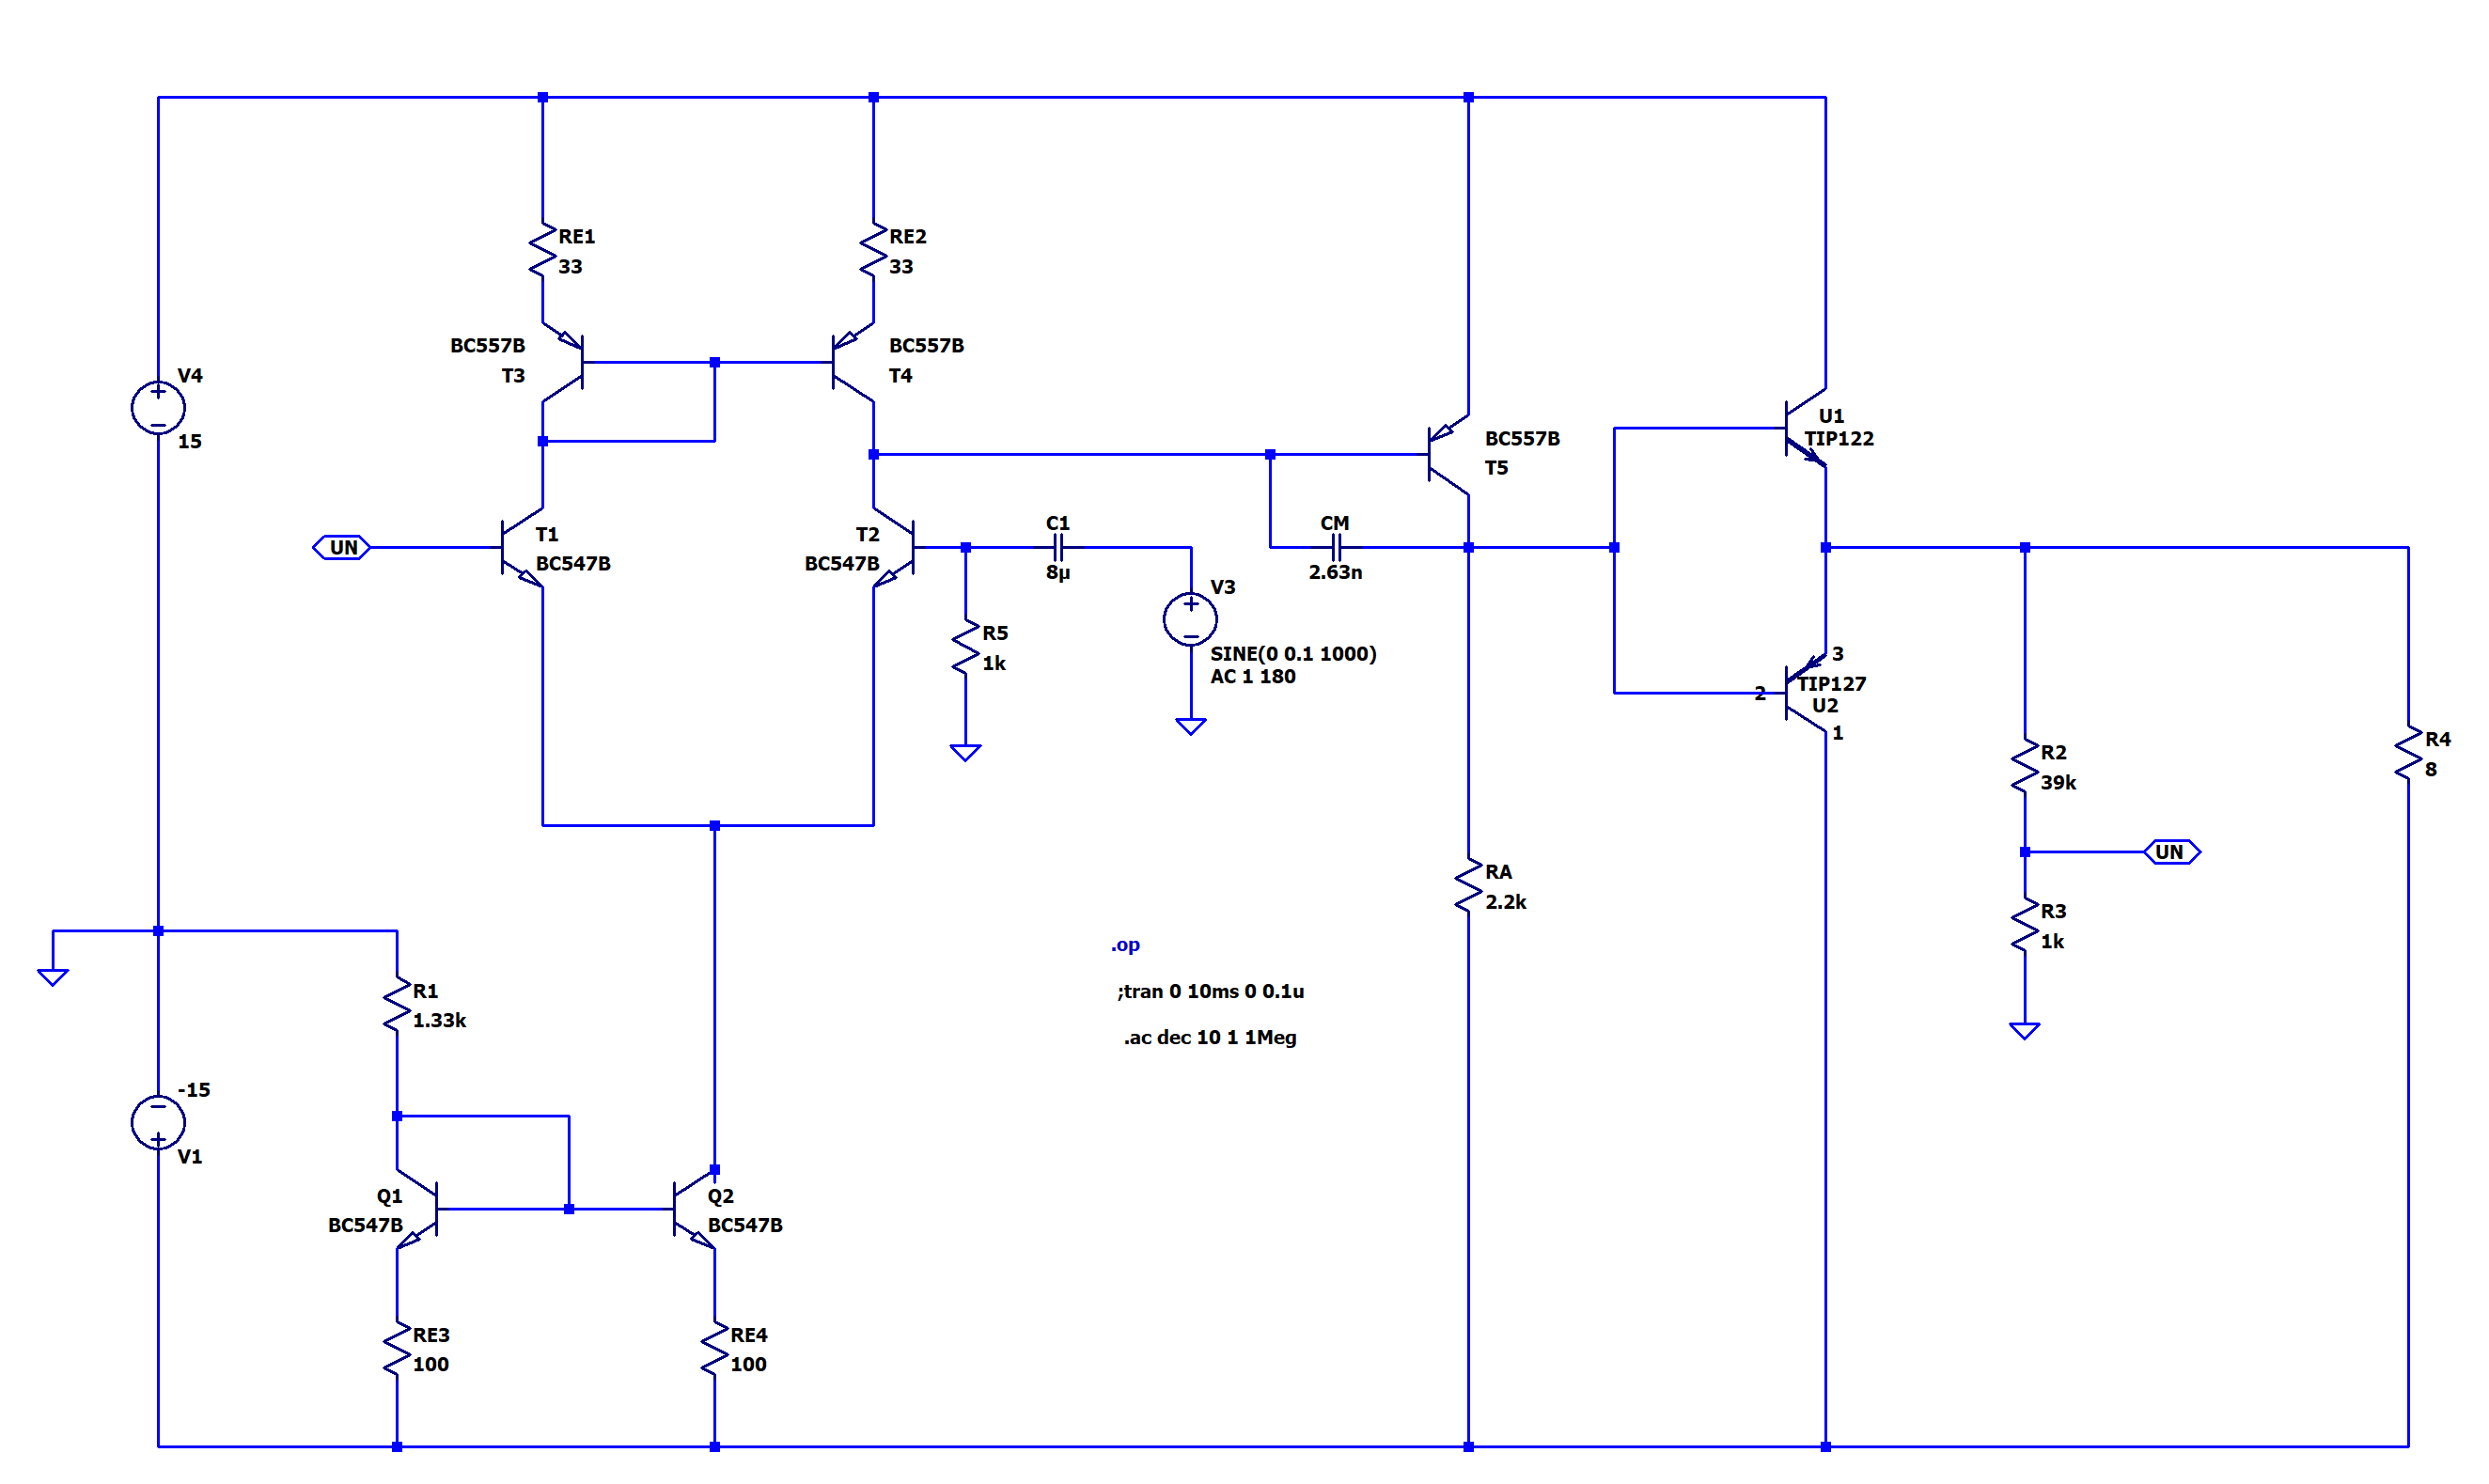 RE1
33
RE2
33
BC557B
T3
BC557B
T4
V4
15
U1
TIP122
BC557B
T5
UN
T1
BC547B
T2
BC547B
C1
8µ
CM
2.63n
V3
SINE(0 0.1 1000)
AC 1 180
R5
1k
3
TIP127
2
U2
1
R2
39k
R4
8
UN
RA
2.2k
R3
1k
.op
;tran 0 10ms 0 0.1u
.ac dec 10 1 1Meg
R1
1.33k
-15
V1
Q1
BC547B
Q2
BC547B
RE3
100
RE4
100